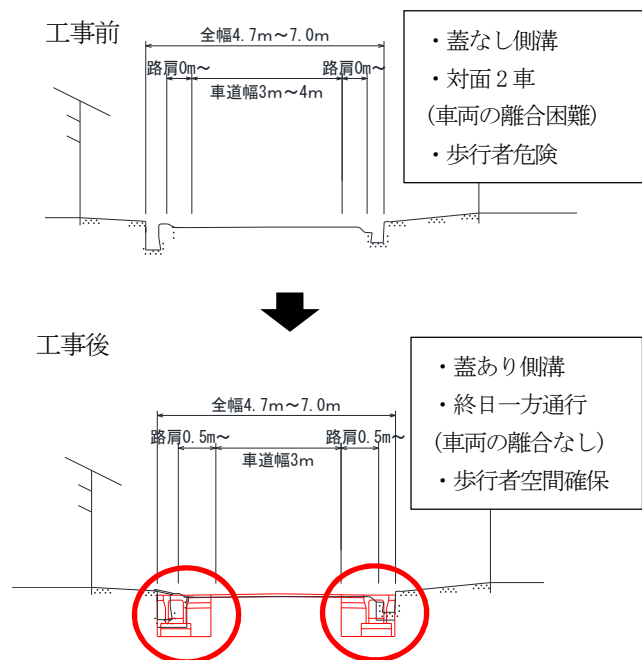 工事前
全幅4.7m～7.0m
路肩0m～
路肩0m～
車道幅3m～4m
・蓋なし側溝
・対面２車
(車両の離合困難)
・歩行者危険
工事後
全幅4.7m～7.0m
路肩0.5m～
路肩0.5m～
車道幅3m
・蓋あり側溝
・終日一方通行
(車両の離合なし)
・歩行者空間確保